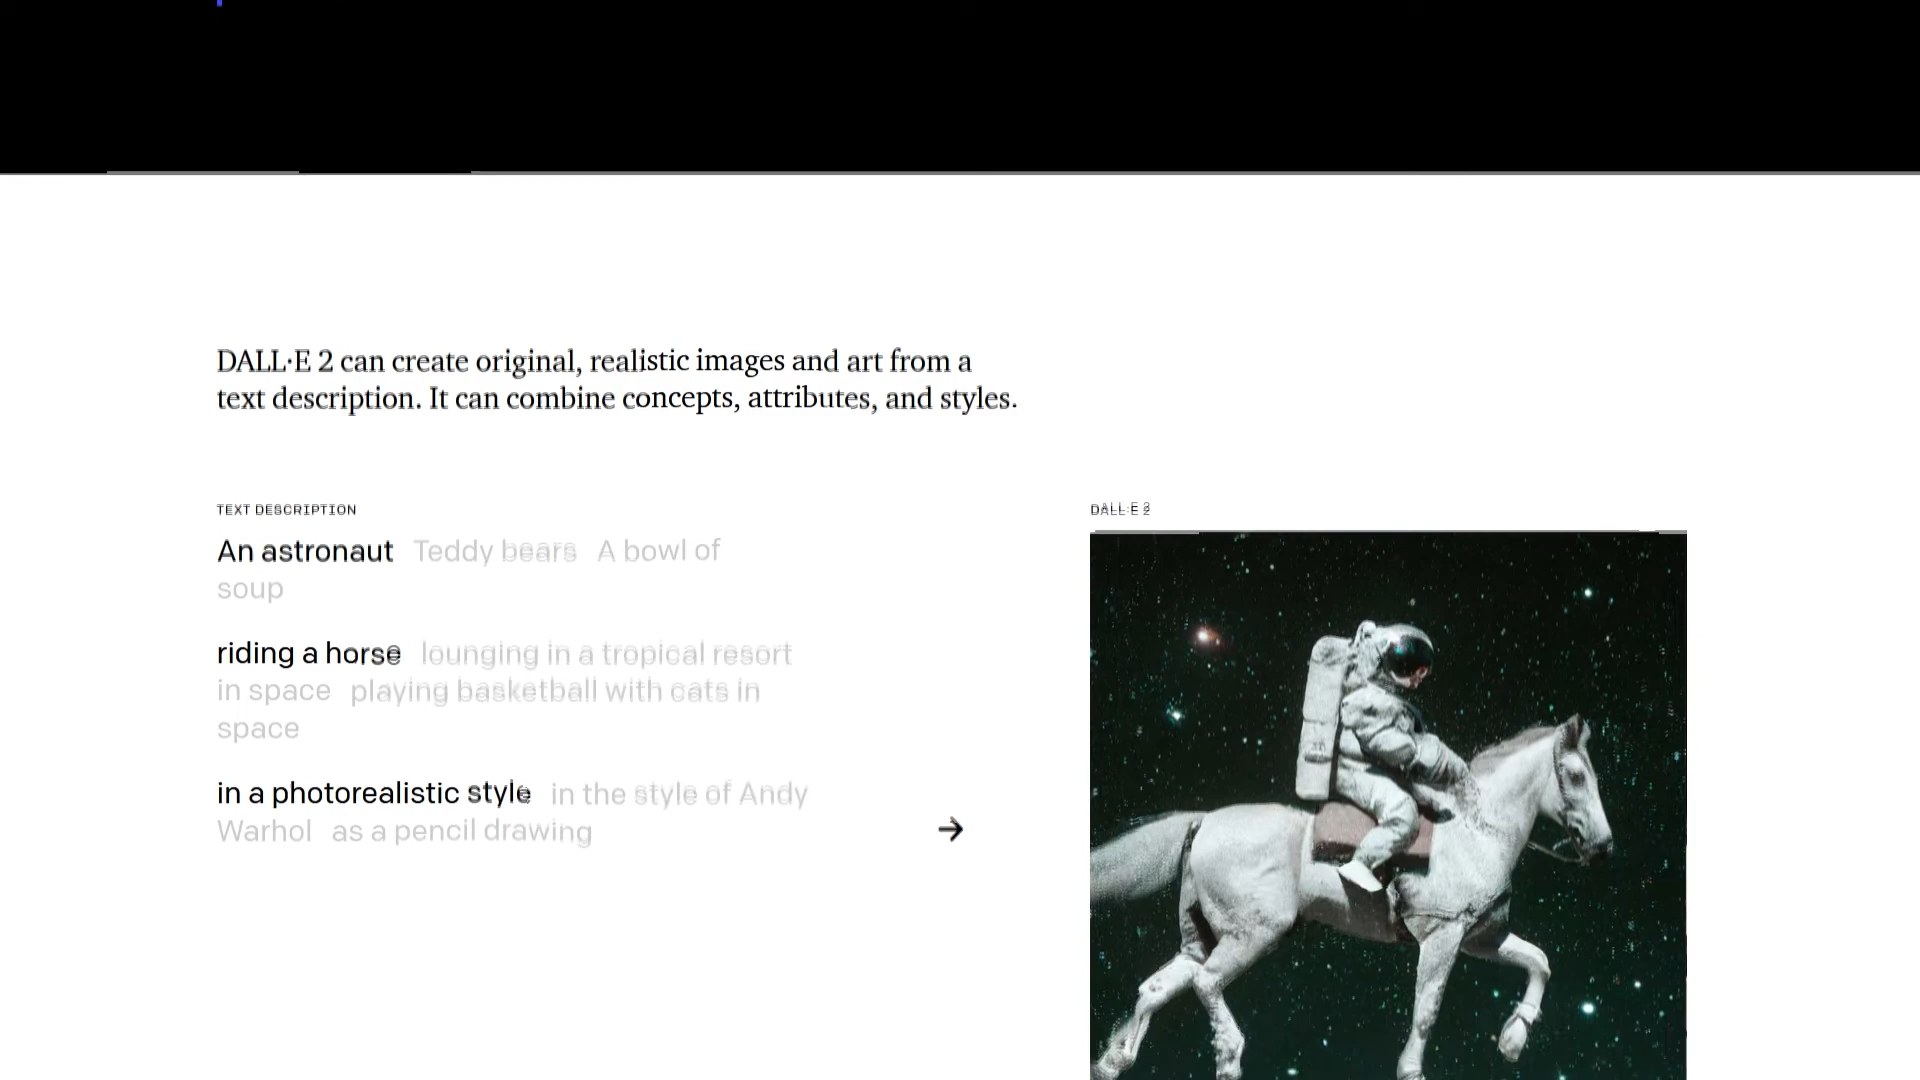 DALL·E 2 can create original, realistic images and art from a
text description. It can combine concepts, attributes, and styles.
TEXT DESCRIPTION
An astronaut Teddy bears A bowl of
soup
riding a horse lounging in a tropical resort
in space playing basketball with cats in
space
in a photorealistic style in the style of Andy
Warhol as a pencil drawing
DALL·E 2